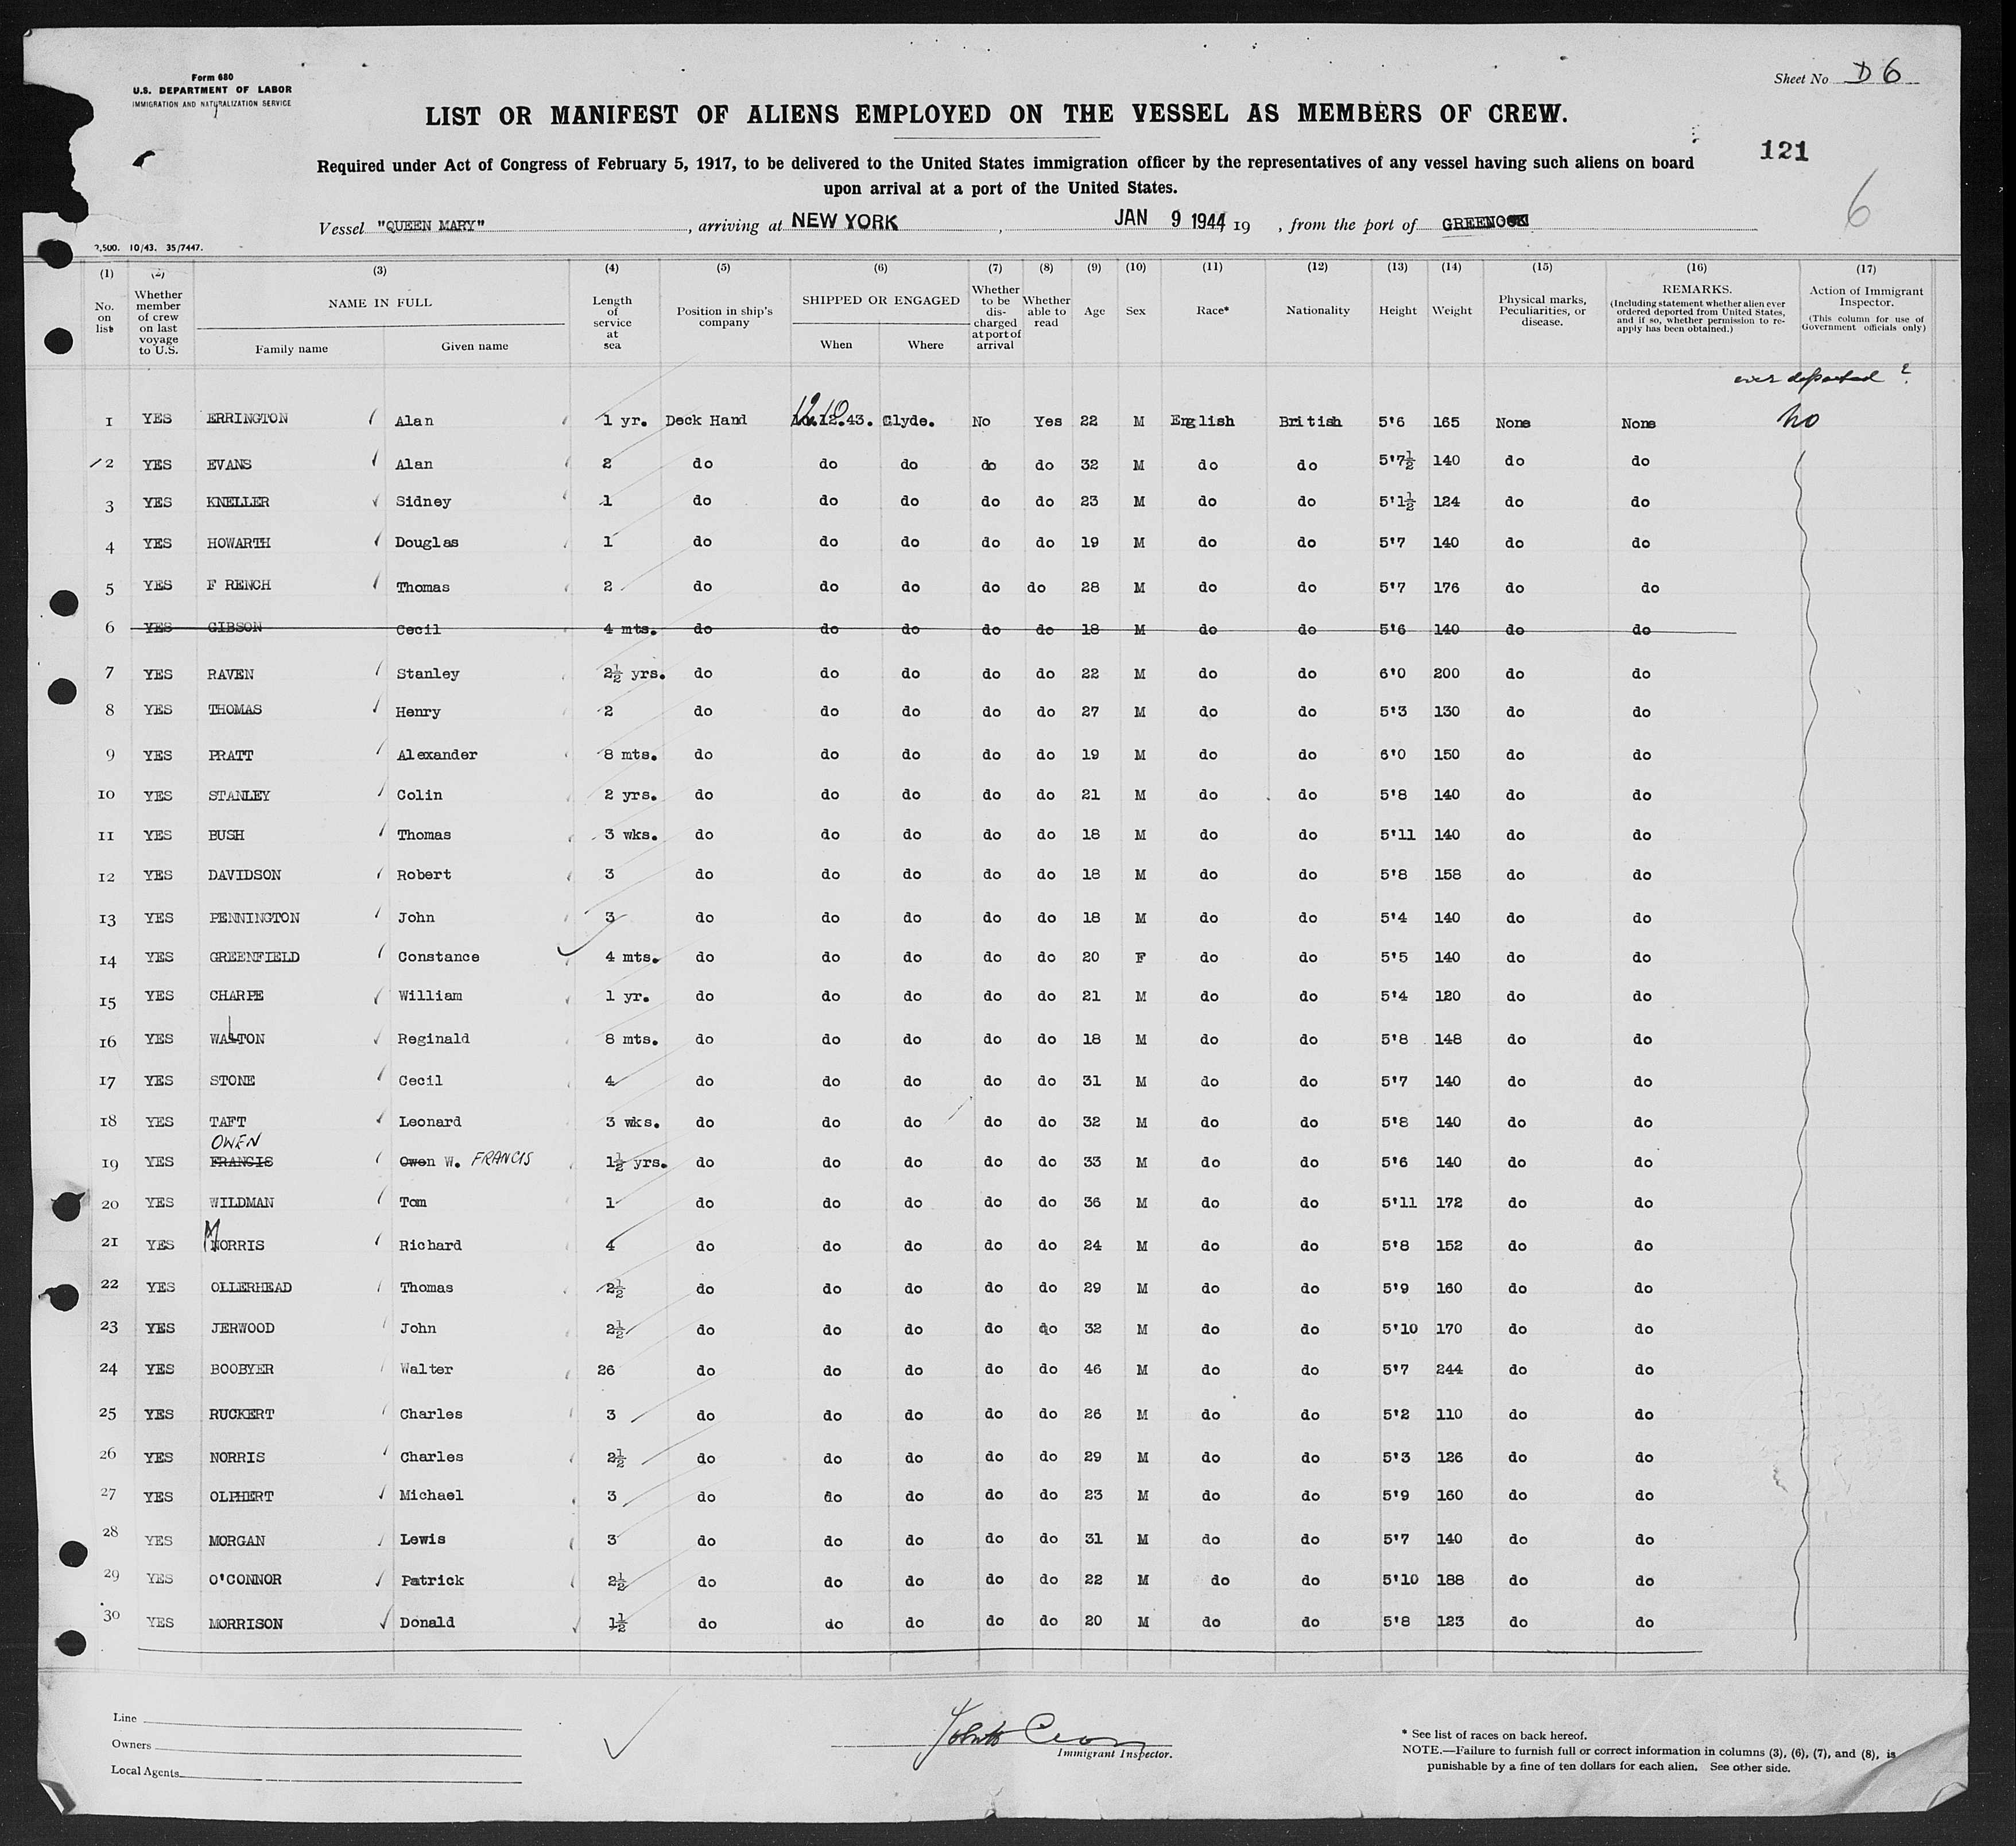 Form 680
U.S. DEPARTMENT OF LABOR
IMMIGRATION AND NATURALIZATION SERVICE
Sheet No D 6
LIST OR MANIFEST OF ALIENS EMPLOYED ON THE VESSEL AS MEMBERS OF CREW.
121
Required under Act of Congress of February 5, 1917, to be delivered to the United States immigration officer by the representatives of any vessel having such aliens on board
upon arrival at a port of the United States.
6
Vessel "QUEEN MARY", arriving at NEW YORK, JAN 9 1944 19 , from the port of GREENOCK
2,500. 10/43. 35/7447.
(1) (2) (3) (4) (5) (6) (7) (8) (9) (10) (11) (12) (13) (14) (15) (16) (17)
No. on list
Whether member of crew on last voyage to U.S.
NAME IN FULL
Family name Given name
Length of service at sea
Position in ship's company
SHIPPED OR ENGAGED
When Where
Whether to be discharged at port of arrival
Whether able to read
Age
Sex
Race*
Nationality
Height
Weight
Physical marks, Peculiarities, or disease.
REMARKS.
(Including statement whether alien ever ordered deported from United States, and if so, whether permission to re-apply has been obtained.)
Action of Immigrant Inspector.
(This column for use of Government officials only)
ever deported ?
1 YES ERRINGTON Alan 1 yr. Deck Hand 12.43. Clyde. No Yes 22 M English British 5'6 165 None None No
2 YES EVANS Alan 2 do do do do do 32 M do do 5'7½ 140 do do
3 YES KNELLER Sidney 1 do do do do do 23 M do do 5'1½ 124 do do
4 YES HOWARTH Douglas 1 do do do do do 19 M do do 5'7 140 do do
5 YES F RENCH Thomas 2 do do do do do 28 M do do 5'7 176 do do
6 YES GIBSON Cecil 4 mts. do do do do do 18 M do do 5'6 140 do do
7 YES RAVEN Stanley 2½ yrs. do do do do do 22 M do do 6'0 200 do do
8 YES THOMAS Henry 2 do do do do do 27 M do do 5'3 130 do do
9 YES PRATT Alexander 8 mts. do do do do do 19 M do do 6'0 150 do do
10 YES STANLEY Colin 2 yrs. do do do do do 21 M do do 5'8 140 do do
11 YES BUSH Thomas 3 wks. do do do do do 18 M do do 5'11 140 do do
12 YES DAVIDSON Robert 3 do do do do do 18 M do do 5'8 158 do do
13 YES PENNINGTON John 3 do do do do do 18 M do do 5'4 140 do do
14 YES GREENFIELD Constance 4 mts. do do do do do 20 F do do 5'5 140 do do
15 YES CHARPE William 1 yr. do do do do do 21 M do do 5'4 120 do do
16 YES WALTON Reginald 8 mts. do do do do do 18 M do do 5'8 148 do do
17 YES STONE Cecil 4 do do do do do 31 M do do 5'7 140 do do
18 YES TAFT Leonard 3 wks. do do do do do 32 M do do 5'8 140 do do
OWEN
19 YES FRANCIS Owen W. FRANCIS 1½ yrs. do do do do do 33 M do do 5'6 140 do do
20 YES WILDMAN Tom 1 do do do do do 36 M do do 5'11 172 do do
21 YES MORRIS Richard 4 do do do do do 24 M do do 5'8 152 do do
22 YES OLLERHEAD Thomas 2½ do do do do do 29 M do do 5'9 160 do do
23 YES JERWOOD John 2½ do do do do do 32 M do do 5'10 170 do do
24 YES BOOBYER Walter 26 do do do do do 46 M do do 5'7 244 do do
25 YES RUCKERT Charles 3 do do do do do 26 M do do 5'2 110 do do
26 YES NORRIS Charles 2½ do do do do do 29 M do do 5'3 126 do do
27 YES OLPHERT Michael 3 do do do do do 23 M do do 5'9 160 do do
28 YES MORGAN Lewis 3 do do do do do 31 M do do 5'7 140 do do
29 YES O'CONNOR Patrick 2½ do do do do do 22 M do do 5'10 188 do do
30 YES MORRISON Donald 1½ do do do do do 20 M do do 5'8 123 do do
Line
Owners
Local Agents
Immigrant Inspector.
* See list of races on back hereof.
NOTE.—Failure to furnish full or correct information in columns (3), (6), (7), and (8), is
punishable by a fine of ten dollars for each alien. See other side.